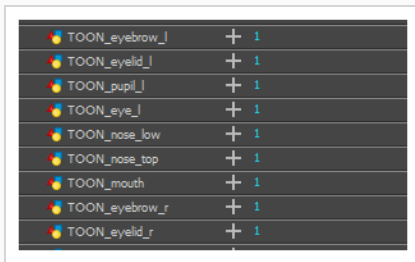 TOON_eyebrow_l 1
TOON_eyelid_l 1
TOON_pupil_l 1
TOON_eye_l 1
TOON_nose_low 1
TOON_nose_top 1
TOON_mouth 1
TOON_eyebrow_r 1
TOON_eyelid_r 1